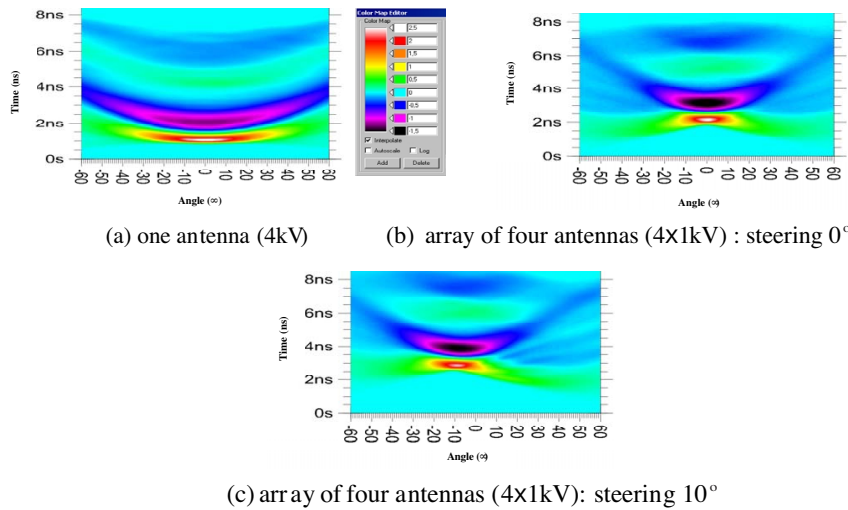 8ns
6ns
4ns
2ns
0s
Time (ns)
-60
-50
-40
-30
-20
-10
0
10
20
30
40
50
60
Angle (∞)
Color Map Editor
Color Map
2,5
2
1,5
1
0,5
0
-0,5
-1
-1,5
Interpolate
Autoscale
Log
Add
Delete
8ns
6ns
4ns
2ns
0s
Time (ns)
-60
-50
-40
-30
-20
-10
0
10
20
30
40
50
60
Angle (∞)
(a) one antenna (4kV)
(b) array of four antennas (4x1kV) : steering 0°
8ns
6ns
4ns
2ns
0s
Time (ns)
-60
-50
-40
-30
-20
-10
0
10
20
30
40
50
60
Angle (∞)
(c) array of four antennas (4x1kV): steering 10°